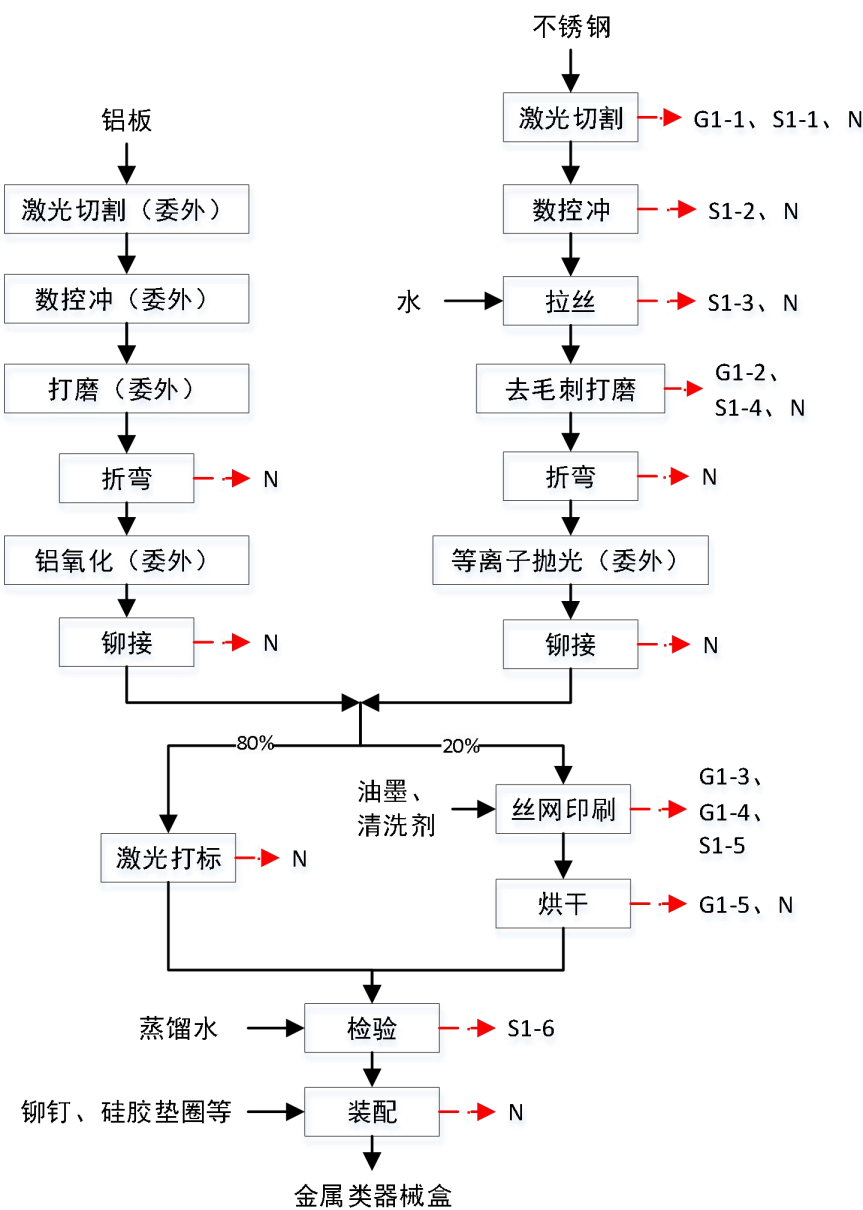 不锈钢
铝板
激光切割
G1-1、S1-1、N
激光切割（委外）
数控冲
S1-2、N
数控冲（委外）
水
拉丝
S1-3、N
打磨（委外）
去毛刺打磨
G1-2、
S1-4、N
折弯
N
折弯
N
铝氧化（委外）
等离子抛光（委外）
铆接
N
铆接
N
80%
20%
油墨、
清洗剂
丝网印刷
G1-3、
G1-4、
S1-5
激光打标
N
烘干
G1-5、N
蒸馏水
检验
S1-6
铆钉、硅胶垫圈等
装配
N
金属类器械盒